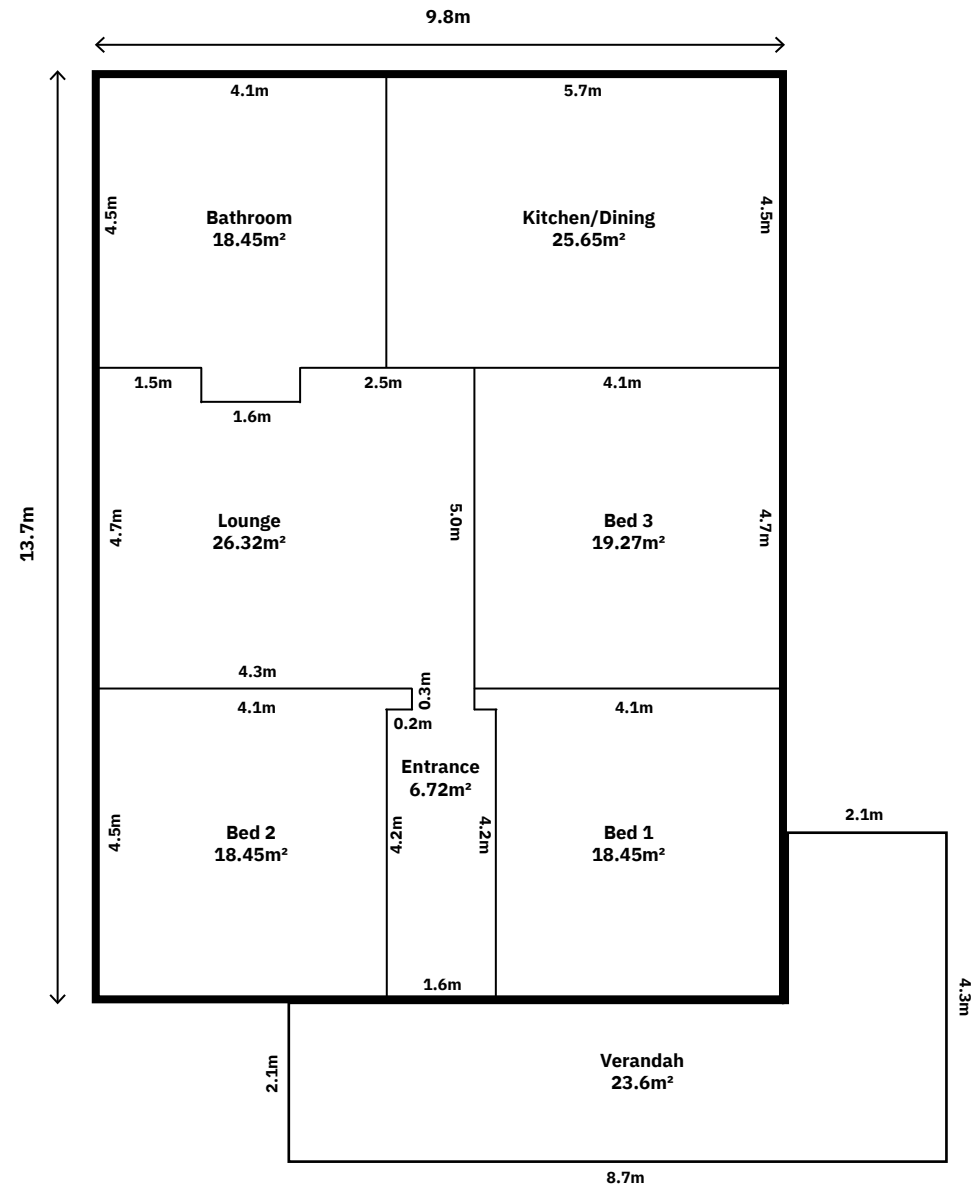 9.8m
4.1m
5.7m
4.5m
Bathroom
18.45m²
Kitchen/Dining
25.65m²
4.5m
1.5m
2.5m
4.1m
1.6m
13.7m
4.7m
Lounge
26.32m²
5.0m
Bed 3
19.27m²
4.7m
4.3m
0.3m
4.1m
4.1m
0.2m
Entrance
6.72m²
4.5m
Bed 2
18.45m²
4.2m
4.2m
Bed 1
18.45m²
2.1m
1.6m
4.3m
2.1m
Verandah
23.6m²
8.7m